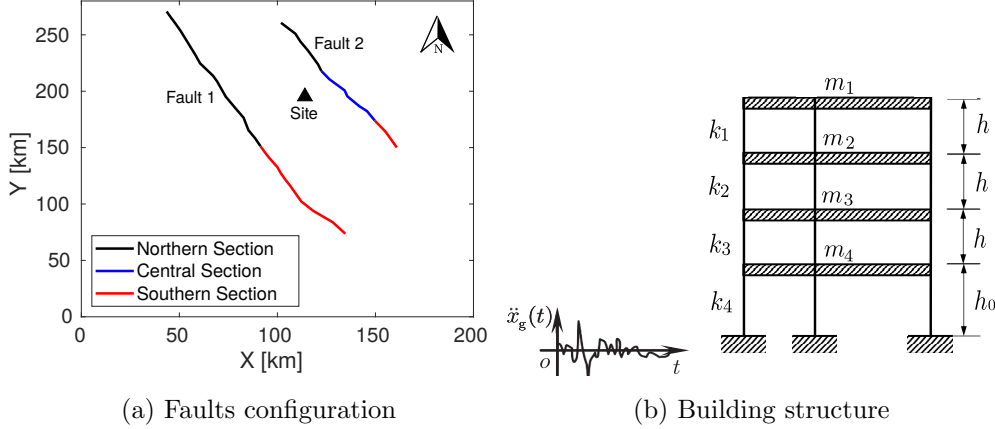 250
200
150
100
50
0
Y [km]
0
50
100
150
200
X [km]
Fault 1
Fault 2
Site
N
Northern Section
Central Section
Southern Section
(a) Faults configuration
m₁
m₂
m₃
m₄
k₁
k₂
k₃
k₄
h
h
h
h₀
ẍ_g(t)
o
t
(b) Building structure